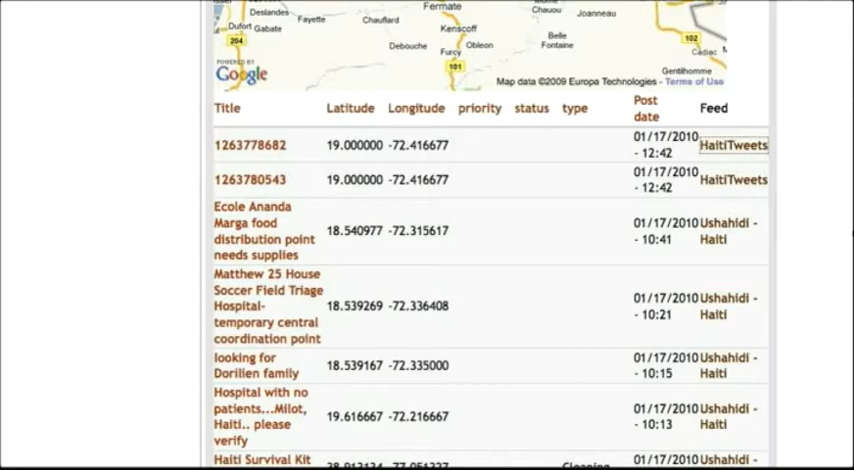 Deslandes
Fayette
Chauflard
Fermate
Chauou
Joanneau
Dufort Gabate
204
Kenscoff
Debouche
Obleon
Furcy
Belle
Fontaine
102
Cadiac
101
Gentilhomme
POWERED BY
Google
Map data ©2009 Europa Technologies - Terms of Use
Title Latitude Longitude priority status type Post date Feed
1263778682 19.000000 -72.416677 01/17/2010 - 12:42 HaitiTweets
1263780543 19.000000 -72.416677 01/17/2010 - 12:42 HaitiTweets
Ecole Ananda
Marga food
distribution point
needs supplies
18.540977 -72.315617 01/17/2010 - 10:41 Ushahidi - Haiti
Matthew 25 House
Soccer Field Triage
Hospital-
temporary central
coordination point
18.539269 -72.336408 01/17/2010 - 10:21 Ushahidi - Haiti
looking for
Dorilien family
18.539167 -72.335000 01/17/2010 - 10:15 Ushahidi - Haiti
Hospital with no
patients...Milot,
Haiti.. please
verify
19.616667 -72.216667 01/17/2010 - 10:13 Ushahidi - Haiti
Haiti Survival Kit 01/17/2010 Ushahidi -